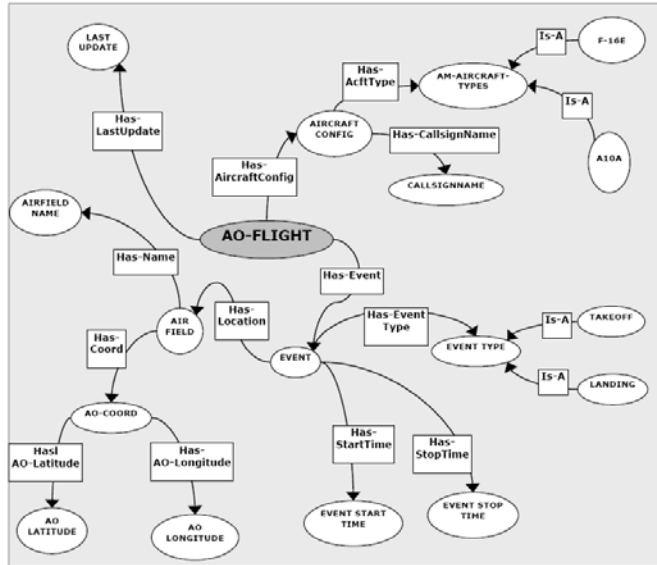 LAST
UPDATE
Is-A
F-16E
Has-
AcftType
AM-AIRCRAFT-
TYPES
Is-A
Has-
LastUpdate
AIRCRAFT
CONFIG
Has-CallsignName
Has-
AircraftConfig
A10A
CALLSIGNNAME
AIRFIELD
NAME
AO-FLIGHT
Has-Name
Has-Event
Has-
Location
AIR
FIELD
Has-Event
Type
Is-A
TAKEOFF
Has-
Coord
EVENT
EVENT TYPE
Is-A
LANDING
AO-COORD
Has-
StartTime
Has-
StopTime
Hasl
AO-Latitude
Has-
AO-Longitude
AO
LATITUDE
AO
LONGITUDE
EVENT START
TIME
EVENT STOP
TIME